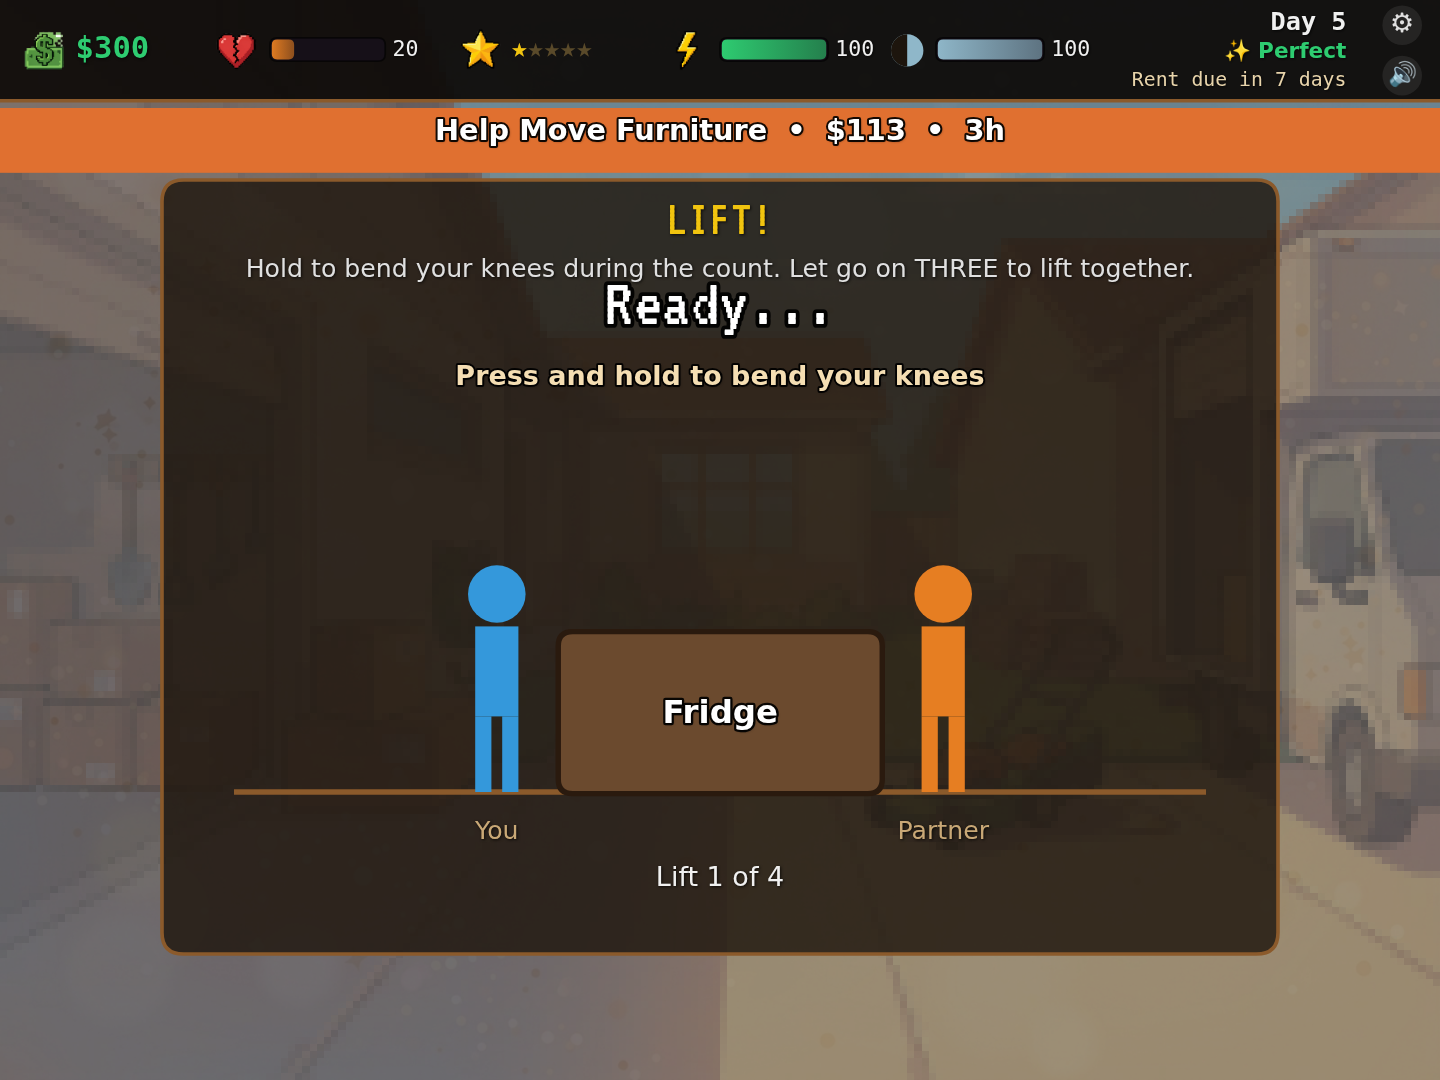 $300
20
100
100
Day 5
✨ Perfect
Rent due in 7 days
Help Move Furniture • $113 • 3h
LIFT!
Hold to bend your knees during the count. Let go on THREE to lift together.
Ready...
Press and hold to bend your knees
Fridge
You
Partner
Lift 1 of 4